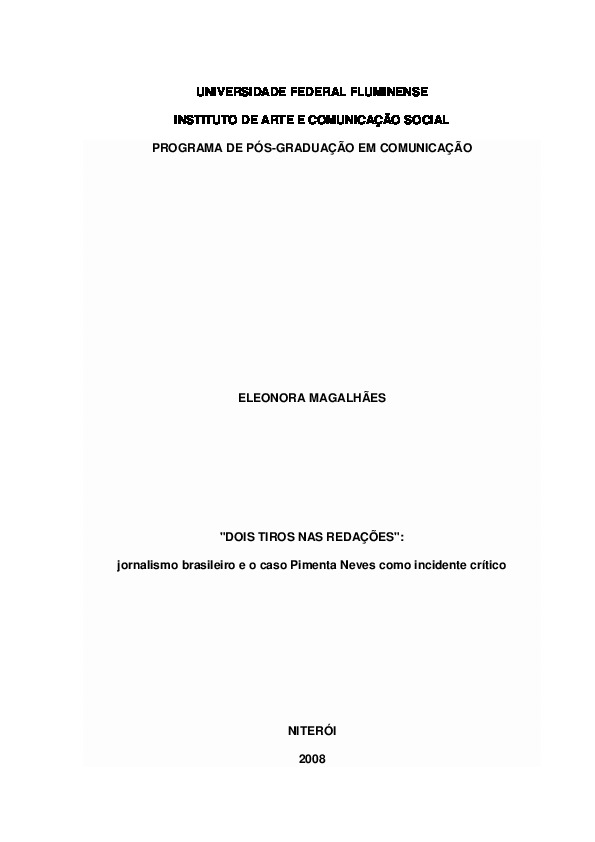 UNIVERSIDADE FEDERAL FLUMINENSE
INSTITUTO DE ARTE E COMUNICAÇÃO SOCIAL
PROGRAMA DE PÓS-GRADUAÇÃO EM COMUNICAÇÃO
ELEONORA MAGALHÃES
"DOIS TIROS NAS REDAÇÕES":
jornalismo brasileiro e o caso Pimenta Neves como incidente crítico
NITERÓI
2008